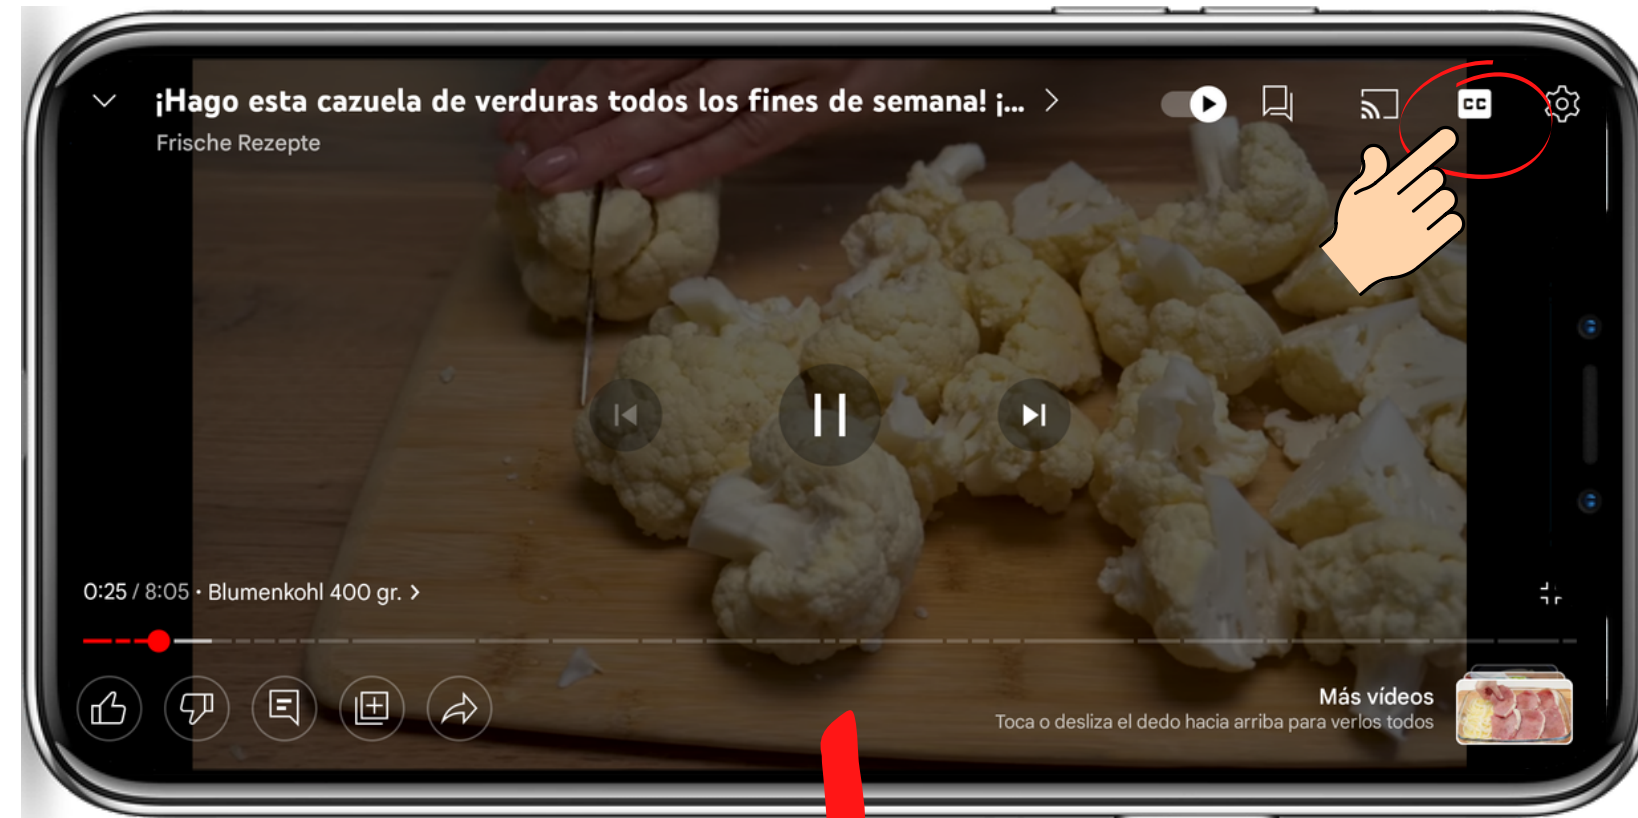 ¡Hago esta cazuela de verduras todos los fines de semana! ¡...
Frische Rezepte
CC
0:25 / 8:05 · Blumenkohl 400 gr.
Más vídeos
Toca o desliza el dedo hacia arriba para verlos todos